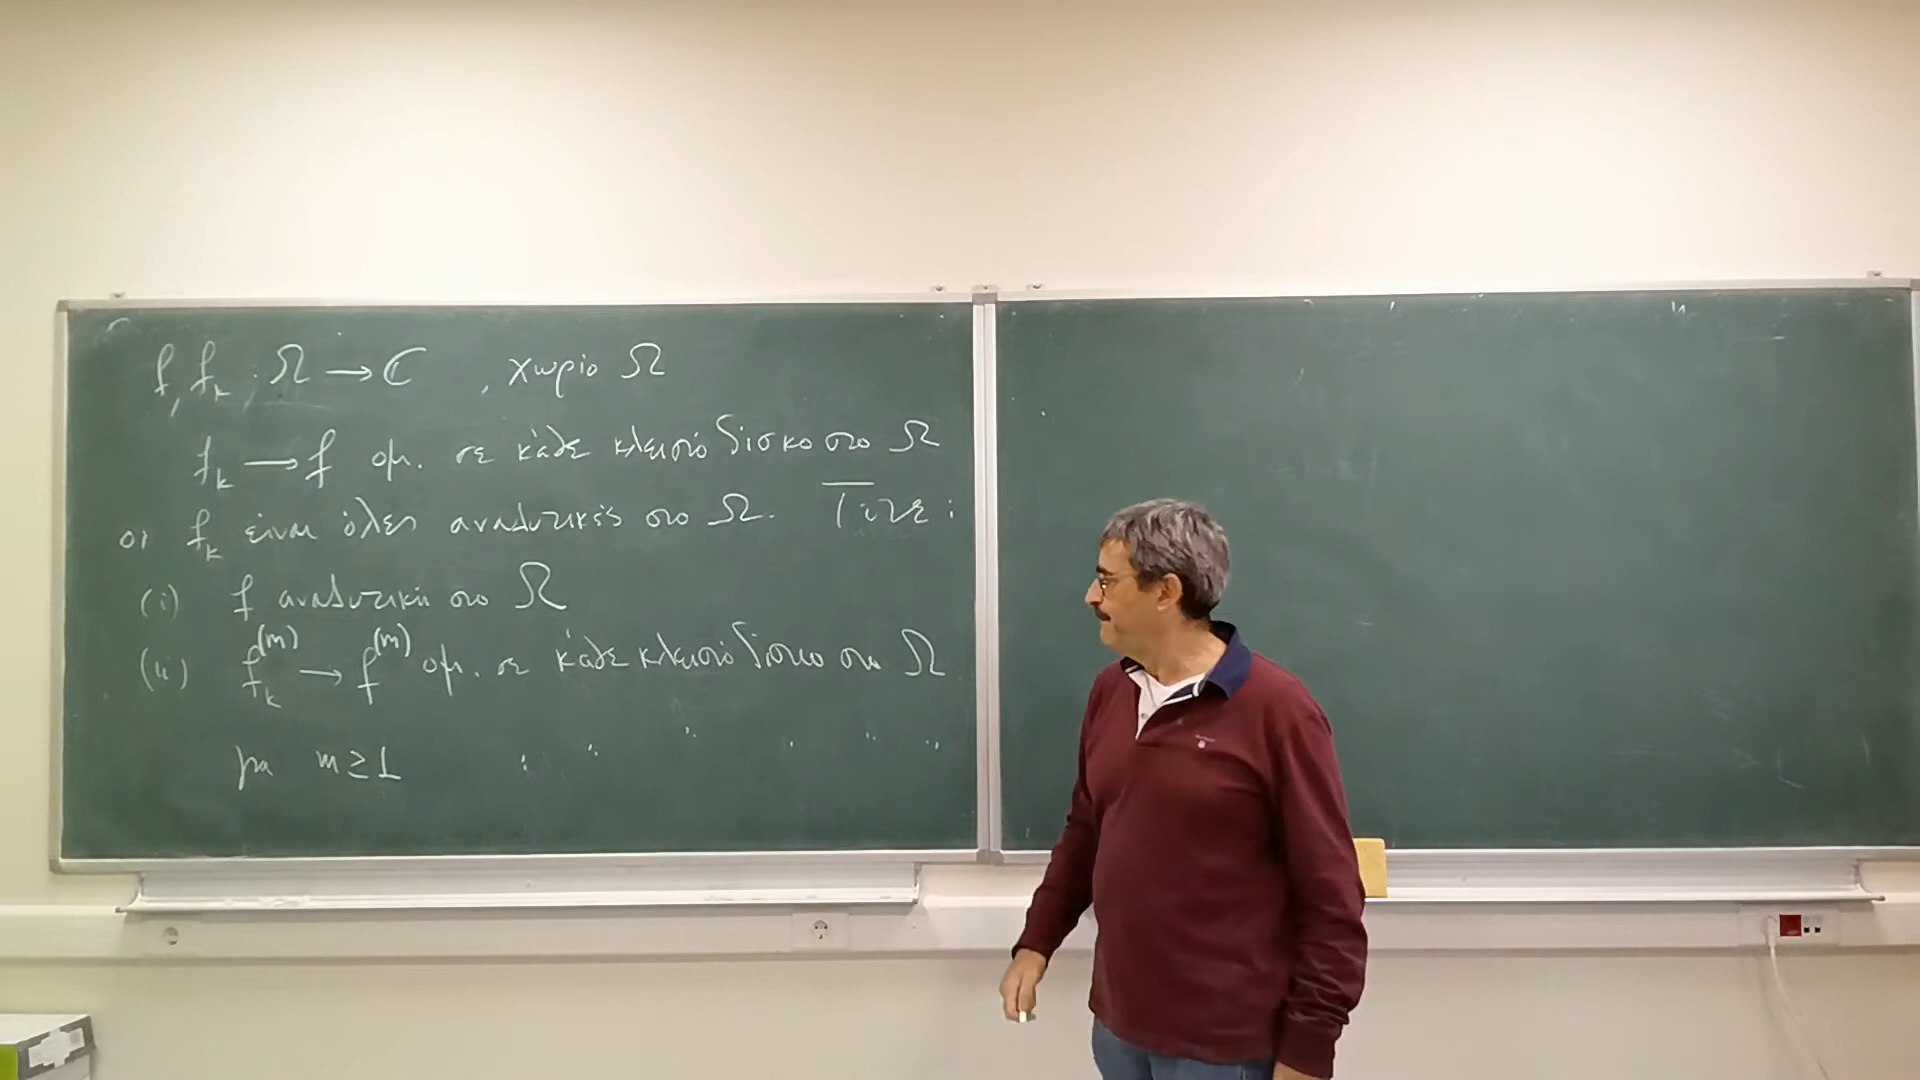 f, f_k : Ω → ℂ , χωρίο Ω
f_k → f ομ. σε κάθε κλειστό δίσκο στο Ω
οι f_k είναι όλες αναλυτικές στο Ω. Τότε :
(i) f αναλυτική στο Ω
(ii) f_k^(m) → f^(m) ομ. σε κάθε κλειστό δίσκο στο Ω
για m ≥ 1 " " " " " "